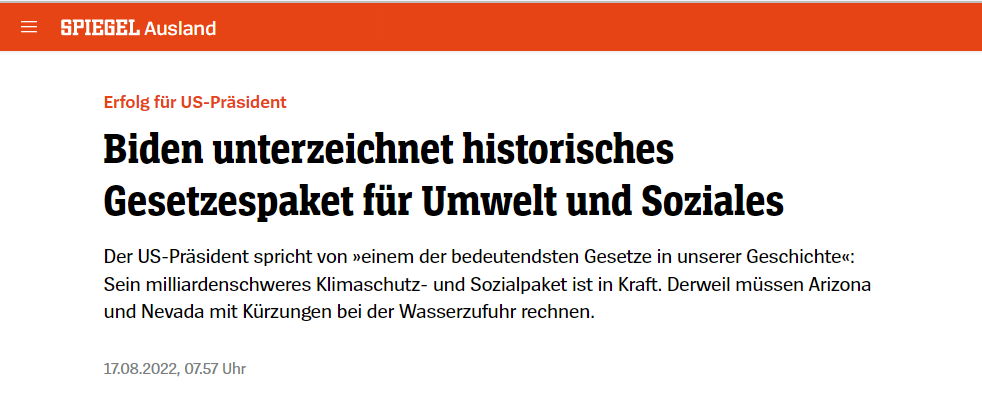 SPIEGEL Ausland
Erfolg für US-Präsident
Biden unterzeichnet historisches
Gesetzespaket für Umwelt und Soziales
Der US-Präsident spricht von »einem der bedeutendsten Gesetze in unserer Geschichte«:
Sein milliardenschweres Klimaschutz- und Sozialpaket ist in Kraft. Derweil müssen Arizona
und Nevada mit Kürzungen bei der Wasserzufuhr rechnen.
17.08.2022, 07.57 Uhr